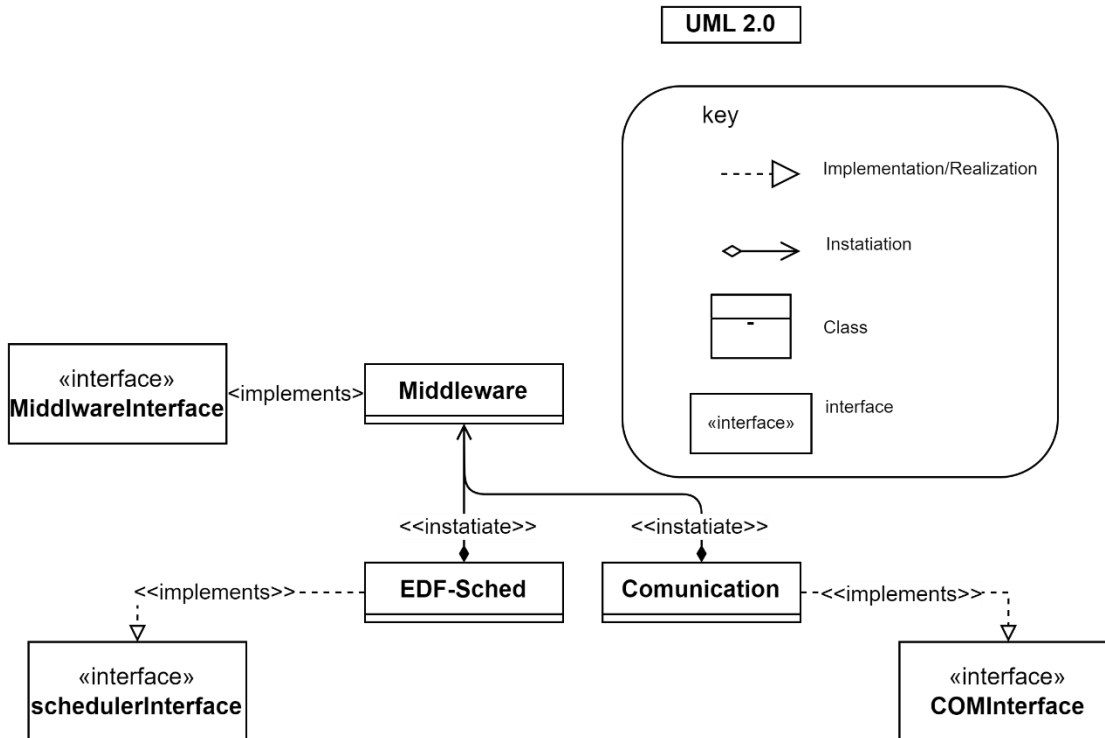 UML 2.0
key
Implementation/Realization
Instatiation
-
Class
«interface»
interface
«interface»
MiddlwareInterface
<implements>
Middleware
<<instatiate>>
<<instatiate>>
<<implements>>
EDF-Sched
Comunication
<<implements>>
«interface»
schedulerInterface
«interface»
COMInterface